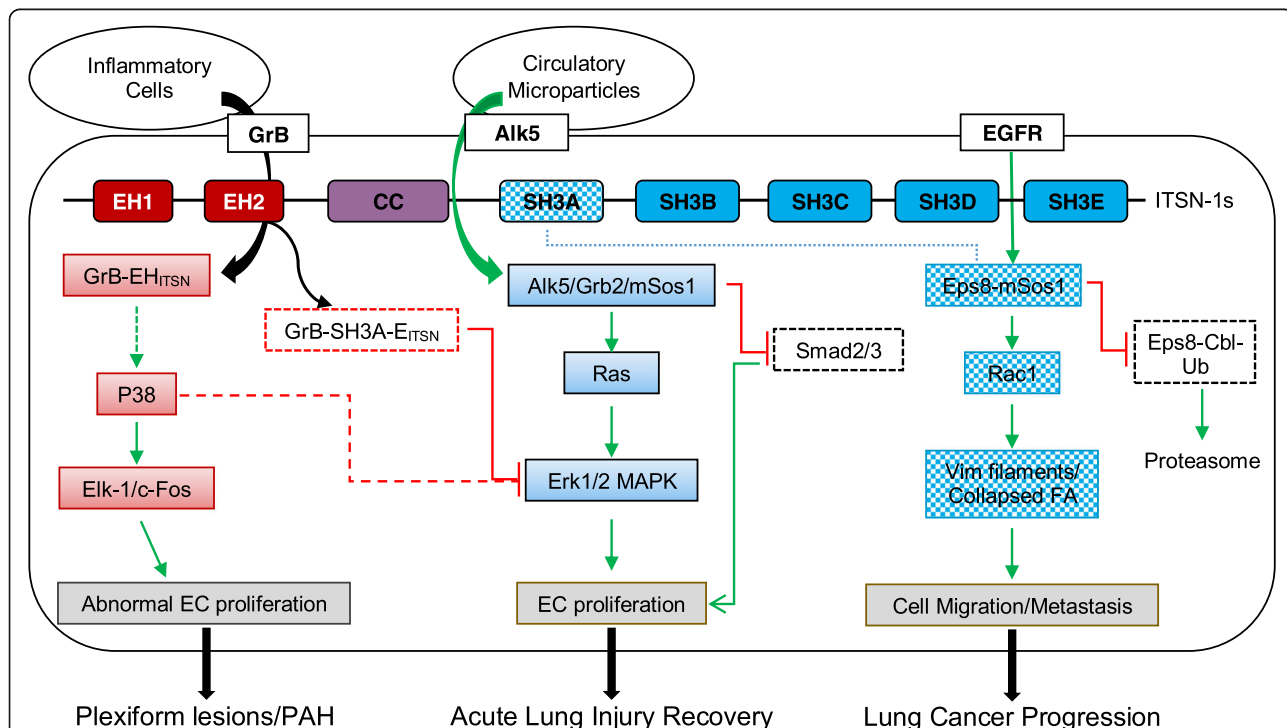 Inflammatory
Cells
Circulatory
Microparticles
GrB
Alk5
EGFR
EH1
EH2
CC
SH3A
SH3B
SH3C
SH3D
SH3E
ITSN-1s
GrB-EHITSN
Alk5/Grb2/mSos1
Eps8-mSos1
GrB-SH3A-EITSN
Smad2/3
Eps8-Cbl-
Ub
Ras
Rac1
P38
Proteasome
Elk-1/c-Fos
Erk1/2 MAPK
Vim filaments/
Collapsed FA
Abnormal EC proliferation
EC proliferation
Cell Migration/Metastasis
Plexiform lesions/PAH
Acute Lung Injury Recovery
Lung Cancer Progression